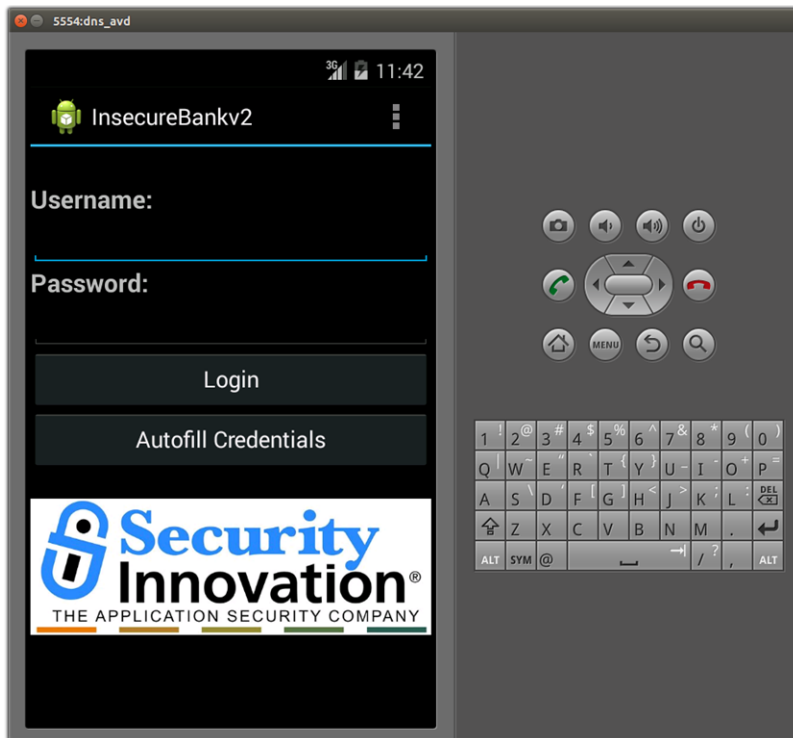 5554:dns_avd
3G 11:42
InsecureBankv2
Username:
Password:
Login
Autofill Credentials
Security
Innovation®
THE APPLICATION SECURITY COMPANY
MENU
1 ! 2 @ 3 # 4 $ 5 % 6 ^ 7 & 8 * 9 ( 0 )
Q | W ~ E " R ` T { Y } U _ I - O + P =
A S \ D ' F [ G ] H < J > K ; L : DEL
Z X C V B N M .
ALT SYM @ / ? , ALT